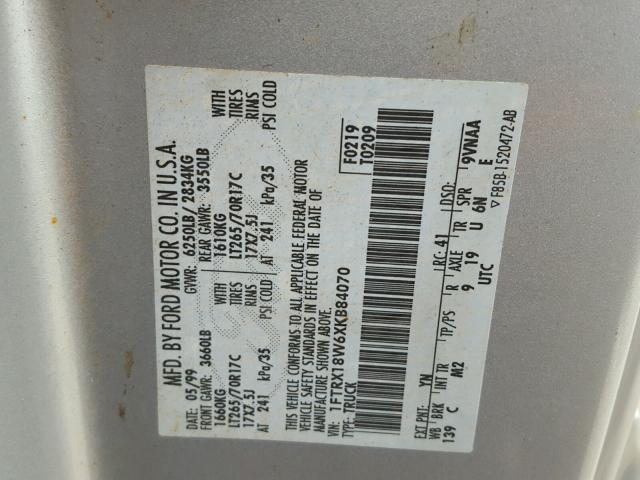 MFD. BY FORD MOTOR CO. IN U.S.A.
DATE: 05/99 GVWR: 6250LB/ 2834KG
FRONT GAWR: 3660LB REAR GAWR: 3550LB
1660KG WITH 1610KG WITH
LT265/70R17C TIRES LT265/70R17C TIRES
17X7.5J RIMS 17X7.5J RIMS
AT 241 kPa/35 PSI COLD AT 241 kPa/35 PSI COLD
THIS VEHICLE CONFORMS TO ALL APPLICABLE FEDERAL MOTOR
VEHICLE SAFETY STANDARDS IN EFFECT ON THE DATE OF
MANUFACTURE SHOWN ABOVE.
VIN: 1FTRX18W6XKB84070 F0219
TYPE: TRUCK T0209
EXT PNT: YN RC: 41 DSO:
WB BRK INT TR TP/PS R AXLE TR SPR
139 C M2 9 19 U 6N 9VNAA E
UTC
▽F85B-1520472-AB